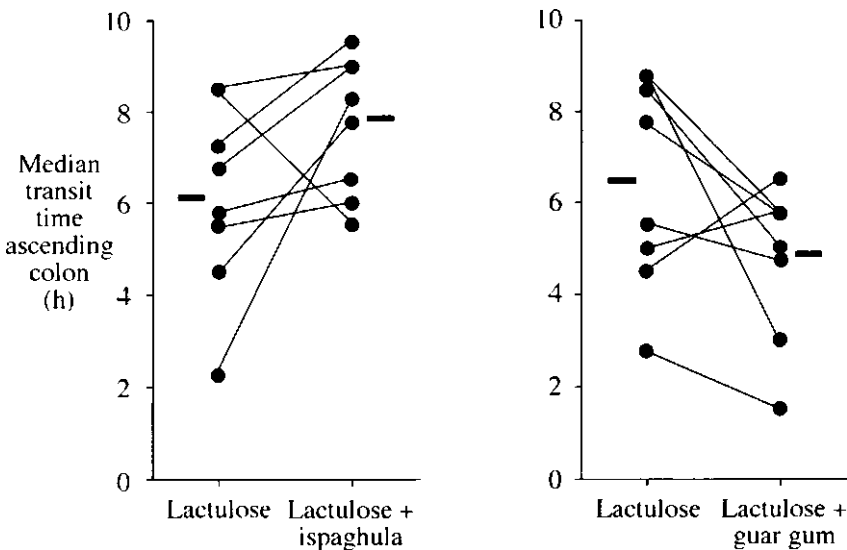 10
8
6
4
2
0
Median
transit
time
ascending
colon
(h)
Lactulose
Lactulose +
ispaghula
10
8
6
4
2
0
Lactulose
Lactulose +
guar gum